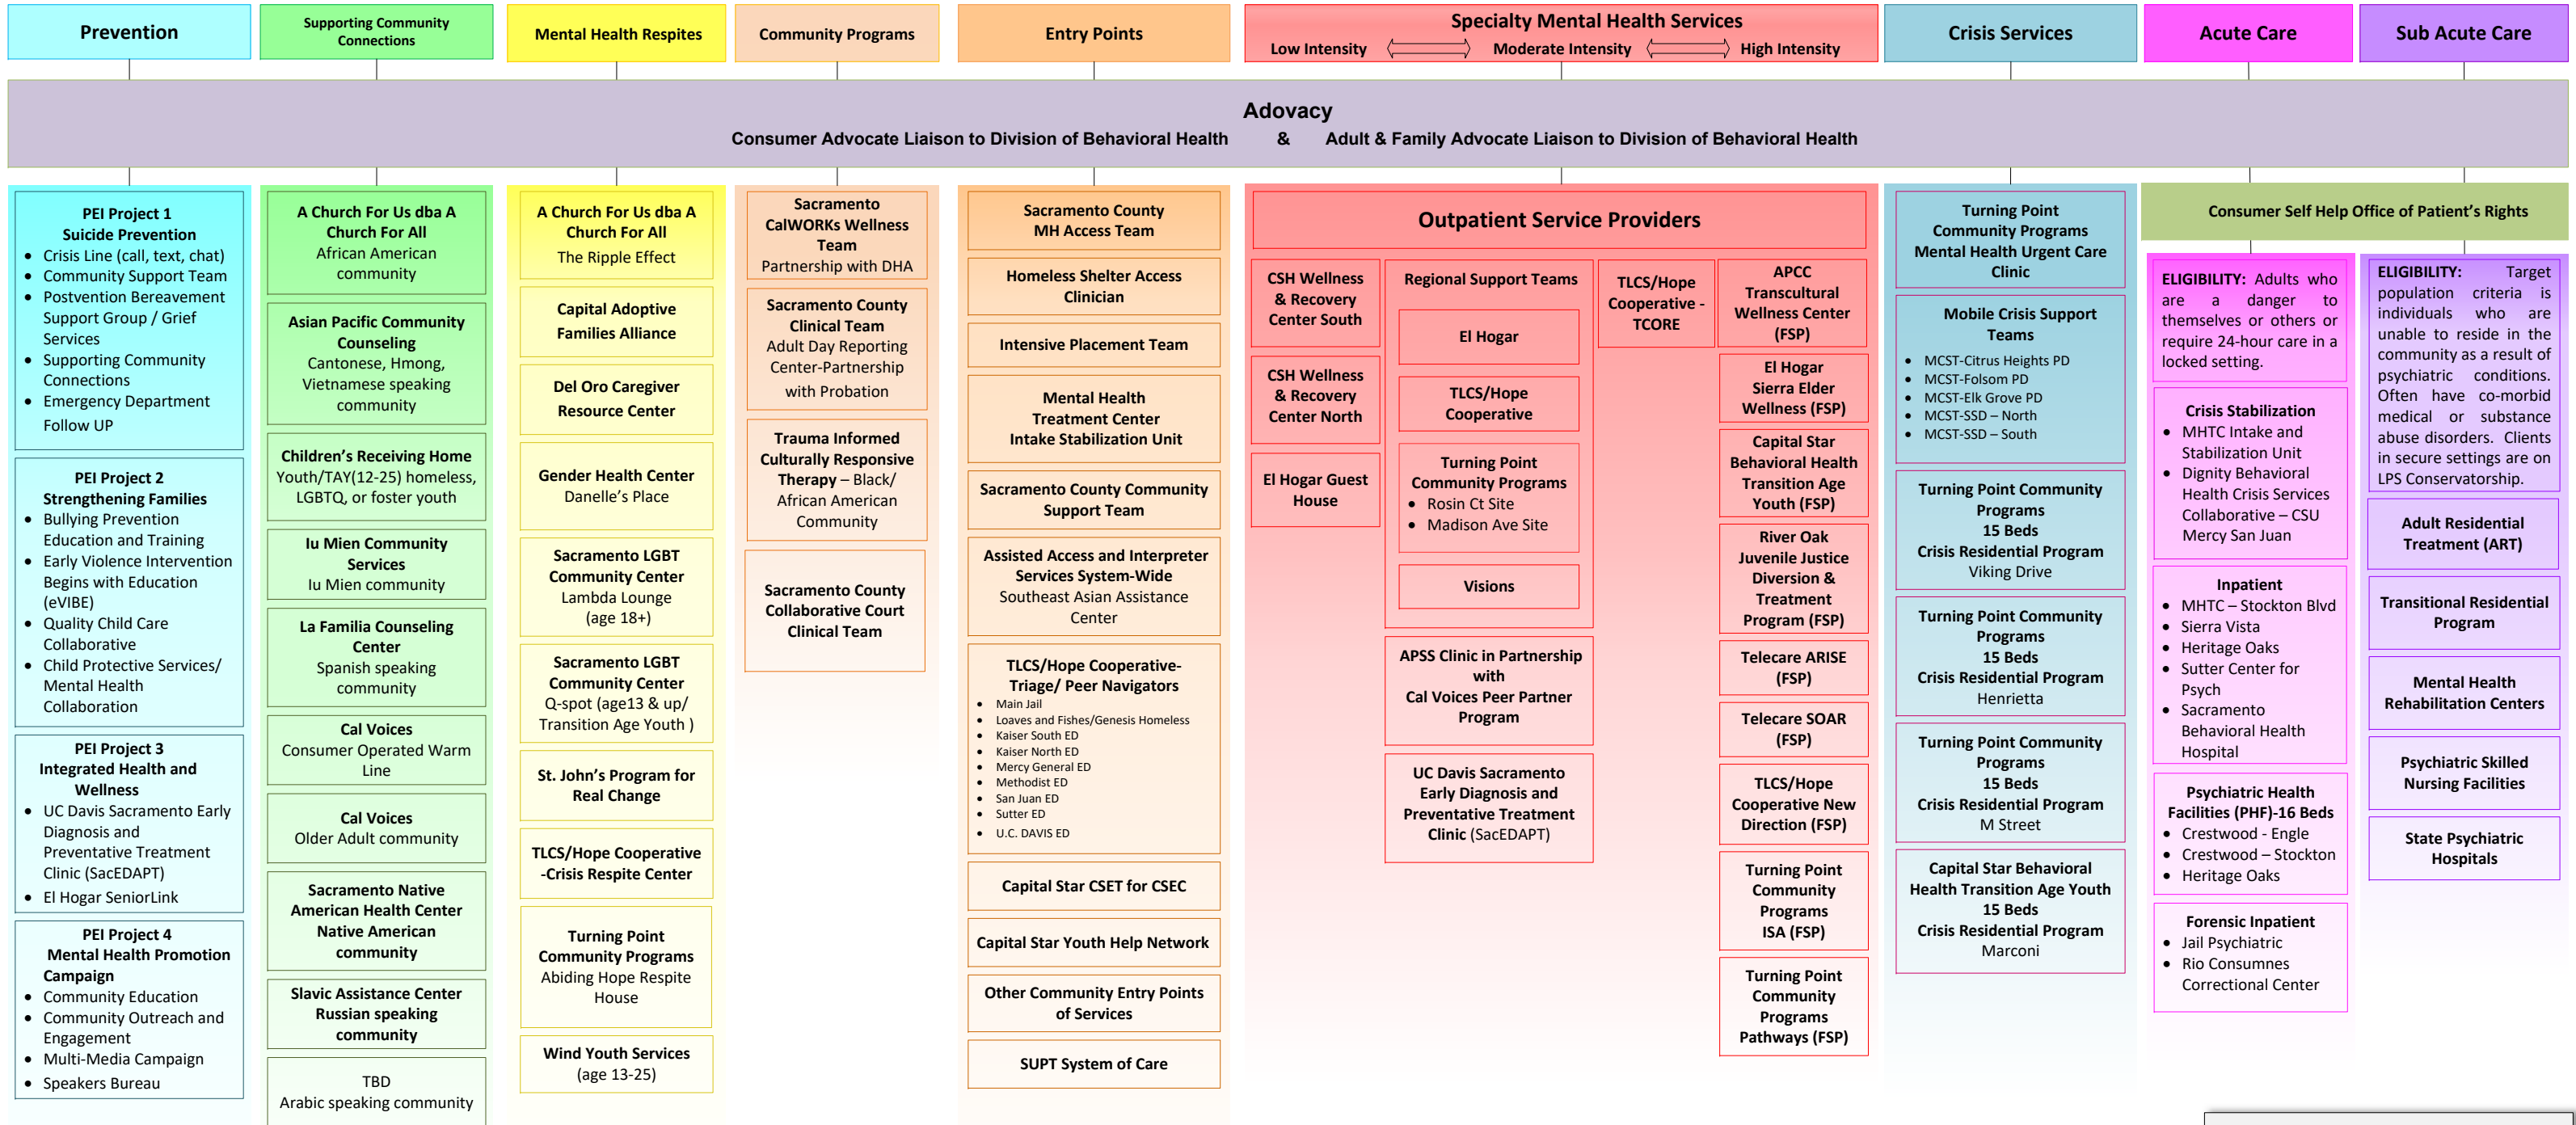 Prevention
Supporting Community
Connections
Mental Health Respites
Community Programs
Entry Points
Specialty Mental Health Services
Low Intensity
Moderate Intensity
High Intensity
Crisis Services
Acute Care
Sub Acute Care
Adovacy
Consumer Advocate Liaison to Division of Behavioral Health & Adult & Family Advocate Liaison to Division of Behavioral Health
PEI Project 1
Suicide Prevention
• Crisis Line (call, text, chat)
• Community Support Team
• Postvention Bereavement
Support Group / Grief
Services
• Supporting Community
Connections
• Emergency Department
Follow UP
PEI Project 2
Strengthening Families
• Bullying Prevention
Education and Training
• Early Violence Intervention
Begins with Education
(eVIBE)
• Quality Child Care
Collaborative
• Child Protective Services/
Mental Health
Collaboration
PEI Project 3
Integrated Health and
Wellness
• UC Davis Sacramento Early
Diagnosis and
Preventative Treatment
Clinic (SacEDAPT)
• El Hogar SeniorLink
PEI Project 4
Mental Health Promotion
Campaign
• Community Education
• Community Outreach and
Engagement
• Multi-Media Campaign
• Speakers Bureau
A Church For Us dba A
Church For All
African American
community
Asian Pacific Community
Counseling
Cantonese, Hmong,
Vietnamese speaking
community
Children's Receiving Home
Youth/TAY(12-25) homeless,
LGBTQ, or foster youth
Iu Mien Community
Services
Iu Mien community
La Familia Counseling
Center
Spanish speaking
community
Cal Voices
Consumer Operated Warm
Line
Cal Voices
Older Adult community
Sacramento Native
American Health Center
Native American
community
Slavic Assistance Center
Russian speaking
community
TBD
Arabic speaking community
A Church For Us dba A
Church For All
The Ripple Effect
Capital Adoptive
Families Alliance
Del Oro Caregiver
Resource Center
Gender Health Center
Danelle's Place
Sacramento LGBT
Community Center
Lambda Lounge
(age 18+)
Sacramento LGBT
Community Center
Q-spot (age13 & up/
Transition Age Youth )
St. John's Program for
Real Change
TLCS/Hope Cooperative
-Crisis Respite Center
Turning Point
Community Programs
Abiding Hope Respite
House
Wind Youth Services
(age 13-25)
Sacramento
CalWORKs Wellness
Team
Partnership with DHA
Sacramento County
Clinical Team
Adult Day Reporting
Center-Partnership
with Probation
Trauma Informed
Culturally Responsive
Therapy – Black/
African American
Community
Sacramento County
Collaborative Court
Clinical Team
Sacramento County
MH Access Team
Homeless Shelter Access
Clinician
Intensive Placement Team
Mental Health
Treatment Center
Intake Stabilization Unit
Sacramento County Community
Support Team
Assisted Access and Interpreter
Services System-Wide
Southeast Asian Assistance
Center
TLCS/Hope Cooperative-
Triage/ Peer Navigators
• Main Jail
• Loaves and Fishes/Genesis Homeless
• Kaiser South ED
• Kaiser North ED
• Mercy General ED
• Methodist ED
• San Juan ED
• Sutter ED
• U.C. DAVIS ED
Capital Star CSET for CSEC
Capital Star Youth Help Network
Other Community Entry Points
of Services
SUPT System of Care
Outpatient Service Providers
CSH Wellness
& Recovery
Center South
CSH Wellness
& Recovery
Center North
El Hogar Guest
House
Regional Support Teams
El Hogar
TLCS/Hope
Cooperative
Turning Point
Community Programs
• Rosin Ct Site
• Madison Ave Site
Visions
APSS Clinic in Partnership
with
Cal Voices Peer Partner
Program
UC Davis Sacramento
Early Diagnosis and
Preventative Treatment
Clinic (SacEDAPT)
TLCS/Hope
Cooperative -
TCORE
APCC
Transcultural
Wellness Center
(FSP)
El Hogar
Sierra Elder
Wellness (FSP)
Capital Star
Behavioral Health
Transition Age
Youth (FSP)
River Oak
Juvenile Justice
Diversion &
Treatment
Program (FSP)
Telecare ARISE
(FSP)
Telecare SOAR
(FSP)
TLCS/Hope
Cooperative New
Direction (FSP)
Turning Point
Community
Programs
ISA (FSP)
Turning Point
Community
Programs
Pathways (FSP)
Turning Point
Community Programs
Mental Health Urgent Care
Clinic
Mobile Crisis Support
Teams
• MCST-Citrus Heights PD
• MCST-Folsom PD
• MCST-Elk Grove PD
• MCST-SSD – North
• MCST-SSD – South
Turning Point Community
Programs
15 Beds
Crisis Residential Program
Viking Drive
Turning Point Community
Programs
15 Beds
Crisis Residential Program
Henrietta
Turning Point Community
Programs
15 Beds
Crisis Residential Program
M Street
Capital Star Behavioral
Health Transition Age Youth
15 Beds
Crisis Residential Program
Marconi
Consumer Self Help Office of Patient's Rights
ELIGIBILITY: Adults who
are a danger to
themselves or others or
require 24-hour care in a
locked setting.
Crisis Stabilization
• MHTC Intake and
Stabilization Unit
• Dignity Behavioral
Health Crisis Services
Collaborative – CSU
Mercy San Juan
Inpatient
• MHTC – Stockton Blvd
• Sierra Vista
• Heritage Oaks
• Sutter Center for
Psych
• Sacramento
Behavioral Health
Hospital
Psychiatric Health
Facilities (PHF)-16 Beds
• Crestwood - Engle
• Crestwood – Stockton
• Heritage Oaks
Forensic Inpatient
• Jail Psychiatric
• Rio Consumnes
Correctional Center
ELIGIBILITY: Target
population criteria is
individuals who are
unable to reside in the
community as a result of
psychiatric conditions.
Often have co-morbid
medical or substance
abuse disorders. Clients
in secure settings are on
LPS Conservatorship.
Adult Residential
Treatment (ART)
Transitional Residential
Program
Mental Health
Rehabilitation Centers
Psychiatric Skilled
Nursing Facilities
State Psychiatric
Hospitals